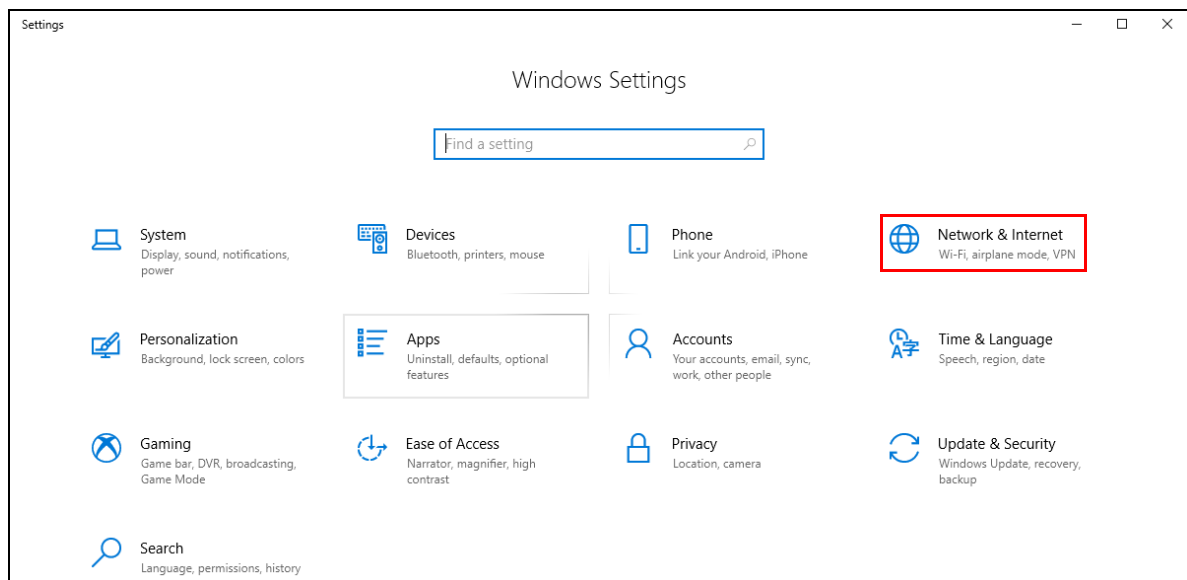 Settings
Windows Settings
Find a setting
System
Display, sound, notifications,
power
Devices
Bluetooth, printers, mouse
Phone
Link your Android, iPhone
Network & Internet
Wi-Fi, airplane mode, VPN
Personalization
Background, lock screen, colors
Apps
Uninstall, defaults, optional
features
Accounts
Your accounts, email, sync,
work, other people
Time & Language
Speech, region, date
Gaming
Game bar, DVR, broadcasting,
Game Mode
Ease of Access
Narrator, magnifier, high
contrast
Privacy
Location, camera
Update & Security
Windows Update, recovery,
backup
Search
Language, permissions, history